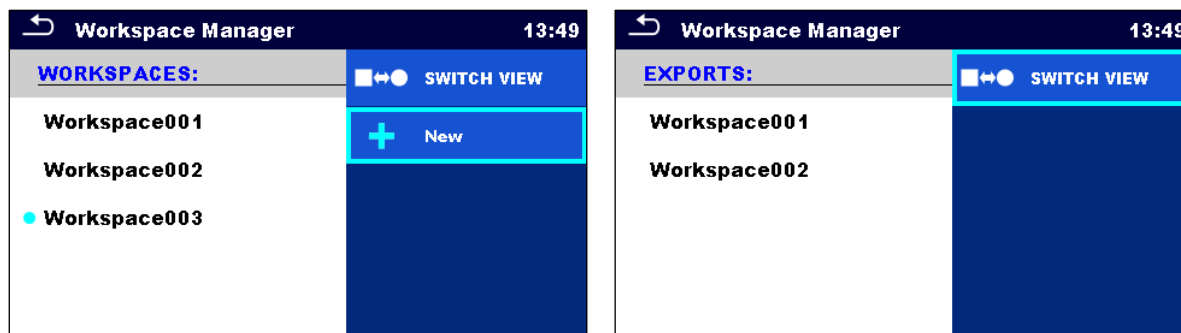 Workspace Manager 13:49
WORKSPACES:
SWITCH VIEW
Workspace001
New
Workspace002
Workspace003
Workspace Manager 13:49
EXPORTS:
SWITCH VIEW
Workspace001
Workspace002